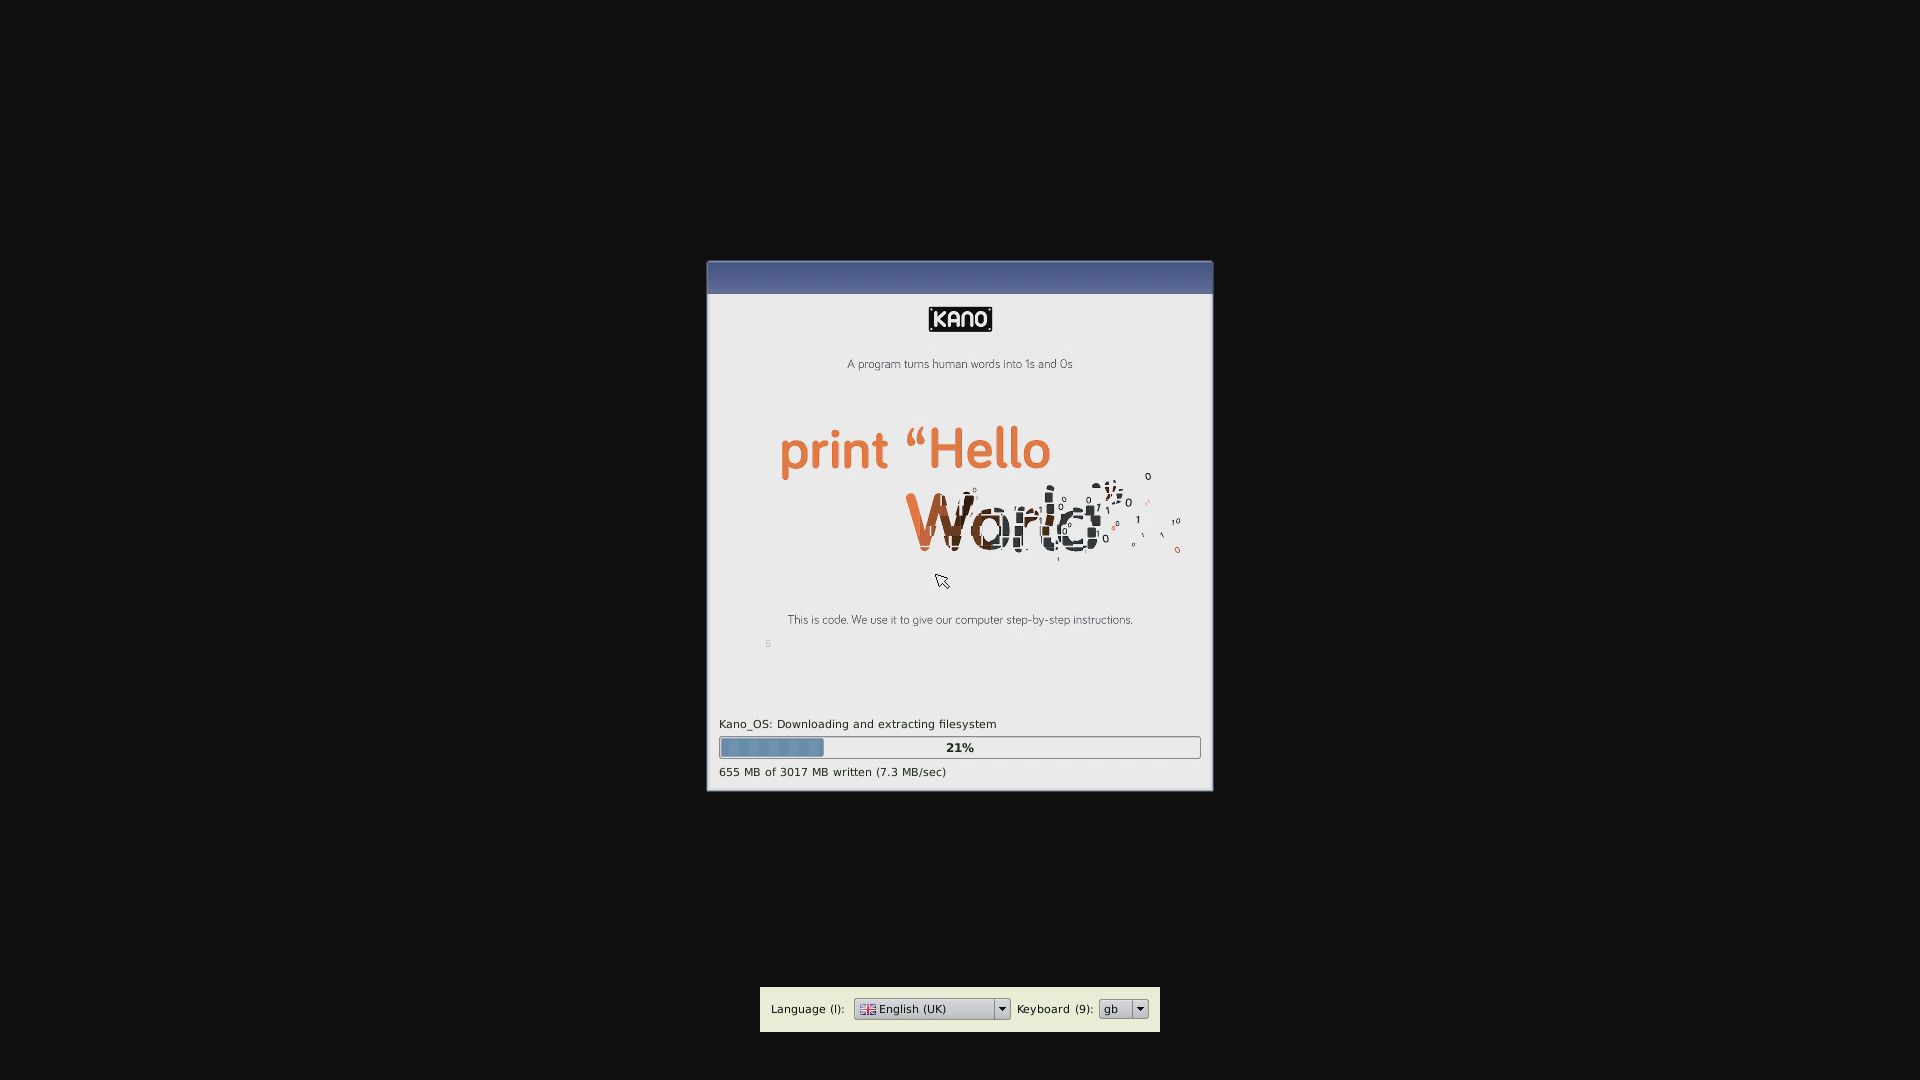 KANO
A program turns human words into 1s and 0s
print “Hello
World”
This is code. We use it to give our computer step-by-step instructions.
5
Kano_OS: Downloading and extracting filesystem
21%
655 MB of 3017 MB written (7.3 MB/sec)
Language (l): English (UK) Keyboard (9): gb